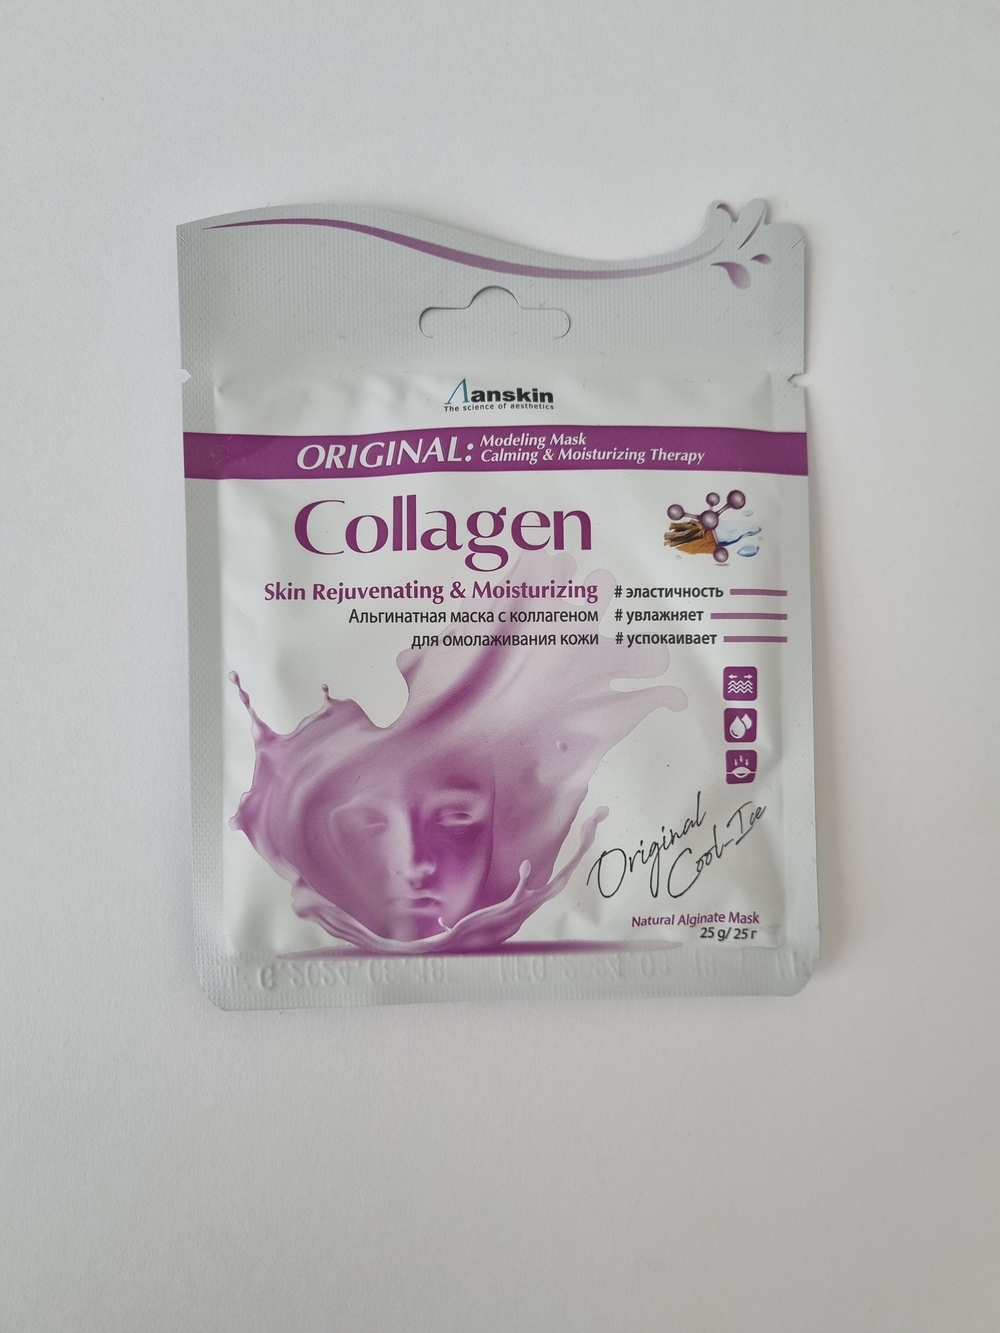 Aanskin
The science of aesthetics
ORIGINAL:
Modeling Mask
Calming & Moisturizing Therapy
Collagen
Skin Rejuvenating & Moisturizing
Альгинатная маска с коллагеном
для омолаживания кожи
# эластичность
# увлажняет
# успокаивает
Original
Cool-Ice
Natural Alginate Mask
25 g/ 25 г